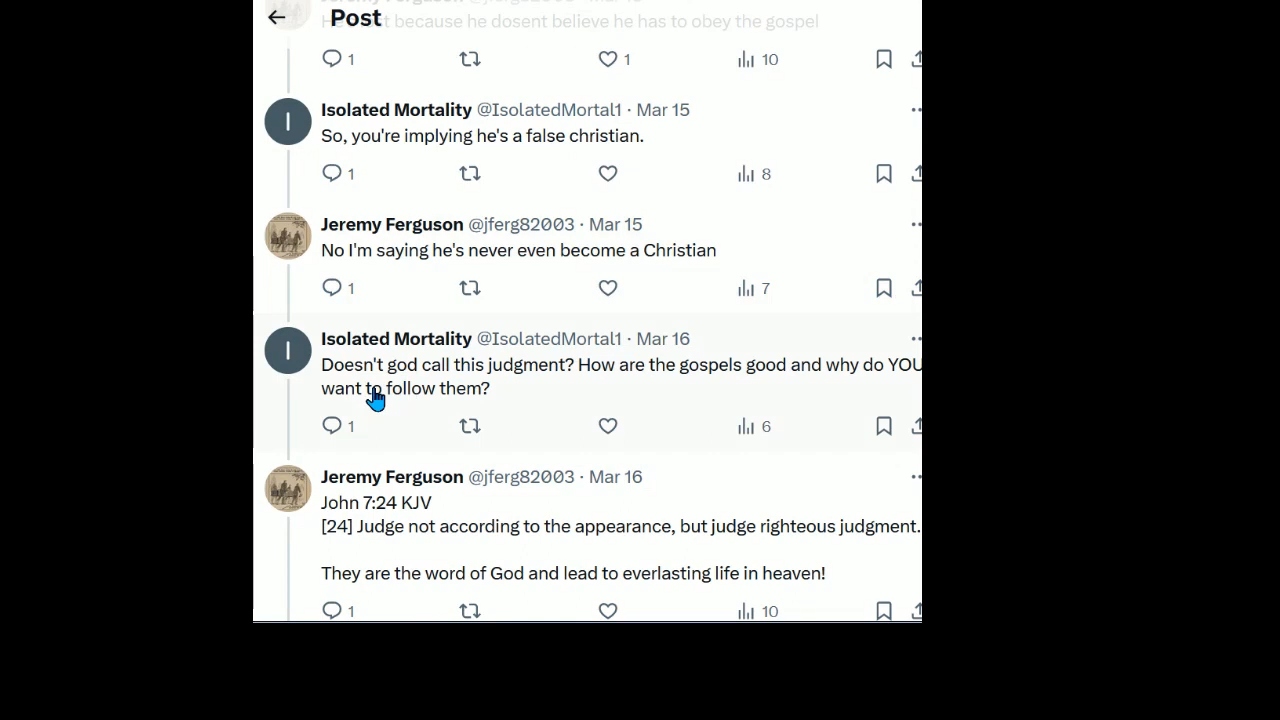 Post
because he dosent believe he has to obey the gospel
1
1
10
I
Isolated Mortality @IsolatedMortal1 · Mar 15
So, you're implying he's a false christian.
1
8
Jeremy Ferguson @jferg82003 · Mar 15
No I'm saying he's never even become a Christian
1
7
I
Isolated Mortality @IsolatedMortal1 · Mar 16
Doesn't god call this judgment? How are the gospels good and why do YOU
want to follow them?
1
6
Jeremy Ferguson @jferg82003 · Mar 16
John 7:24 KJV
[24] Judge not according to the appearance, but judge righteous judgment.
They are the word of God and lead to everlasting life in heaven!
1
10